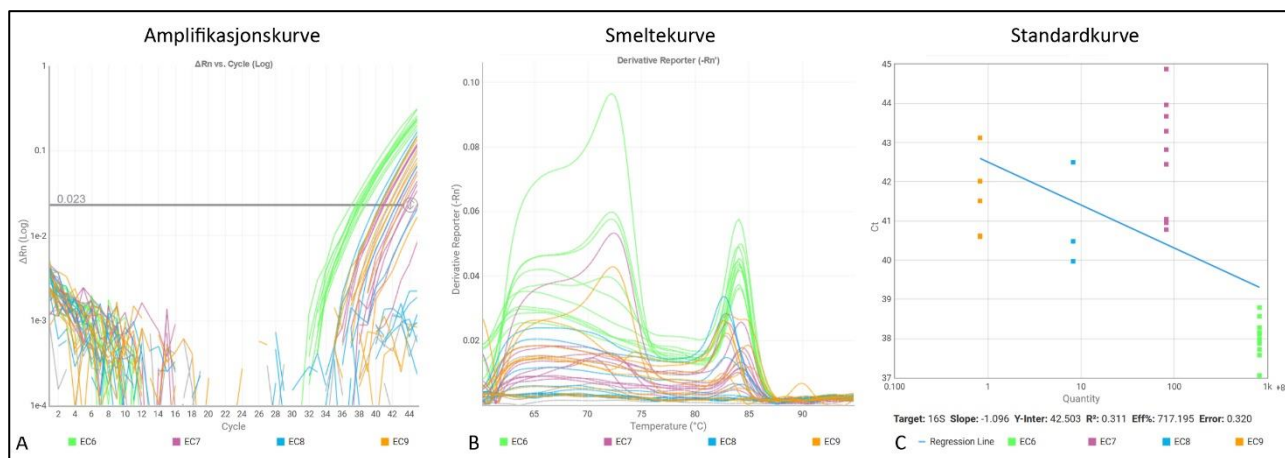 Amplifikasjonskurve
ΔRn vs. Cycle (Log)
1
0.1
0.023
1e-2
1e-3
1e-4
ΔRn (Log)
2 4 6 8 10 12 14 16 18 20 22 24 26 28 30 32 34 36 38 40 42 44
Cycle
A
EC6 EC7 EC8 EC9
Smeltekurve
Derivative Reporter (-Rn')
0.10
0.08
0.06
0.04
0.02
Derivative Reporter (-Rn')
65 70 75 80 85 90
Temperature (°C)
B
EC6 EC7 EC8 EC9
Standardkurve
45
44
43
42
41
40
39
38
37
Ct
0.100 1 10 100 1k
Quantity
Target: 16S Slope: -1.096 Y-Inter: 42.503 R²: 0.311 Eff%: 717.195 Error: 0.320
C
Regression Line EC6 EC7 EC8 EC9